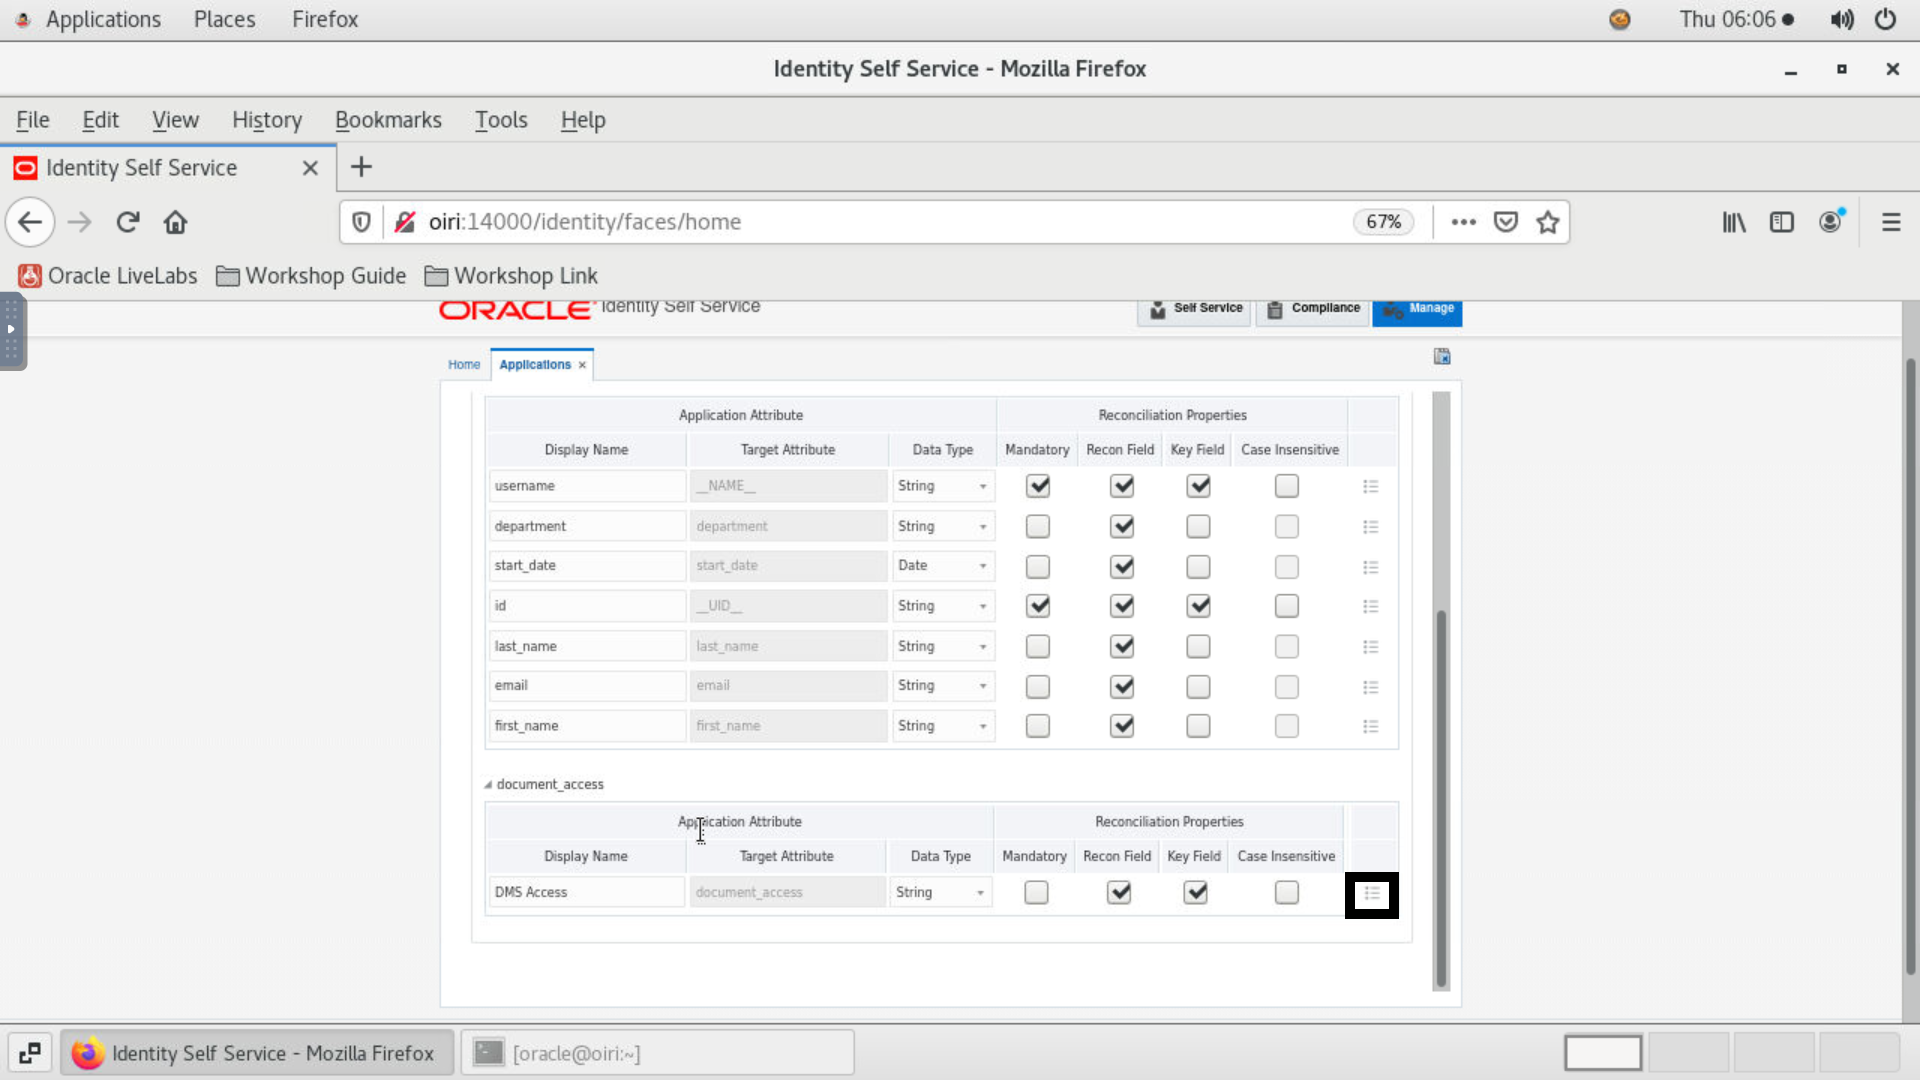 Applications Places Firefox Thu 06:06
Identity Self Service - Mozilla Firefox
File Edit View History Bookmarks Tools Help
Identity Self Service
oiri:14000/identity/faces/home 67%
Oracle LiveLabs Workshop Guide Workshop Link
ORACLE Identity Self Service Self Service Compliance Manage
Home Applications
Application Attribute Reconciliation Properties
Display Name Target Attribute Data Type Mandatory Recon Field Key Field Case Insensitive
username __NAME__ String
department department String
start_date start_date Date
id __UID__ String
last_name last_name String
email email String
first_name first_name String
document_access
Application Attribute Reconciliation Properties
Display Name Target Attribute Data Type Mandatory Recon Field Key Field Case Insensitive
DMS Access document_access String
Identity Self Service - Mozilla Firefox [oracle@oiri:~]